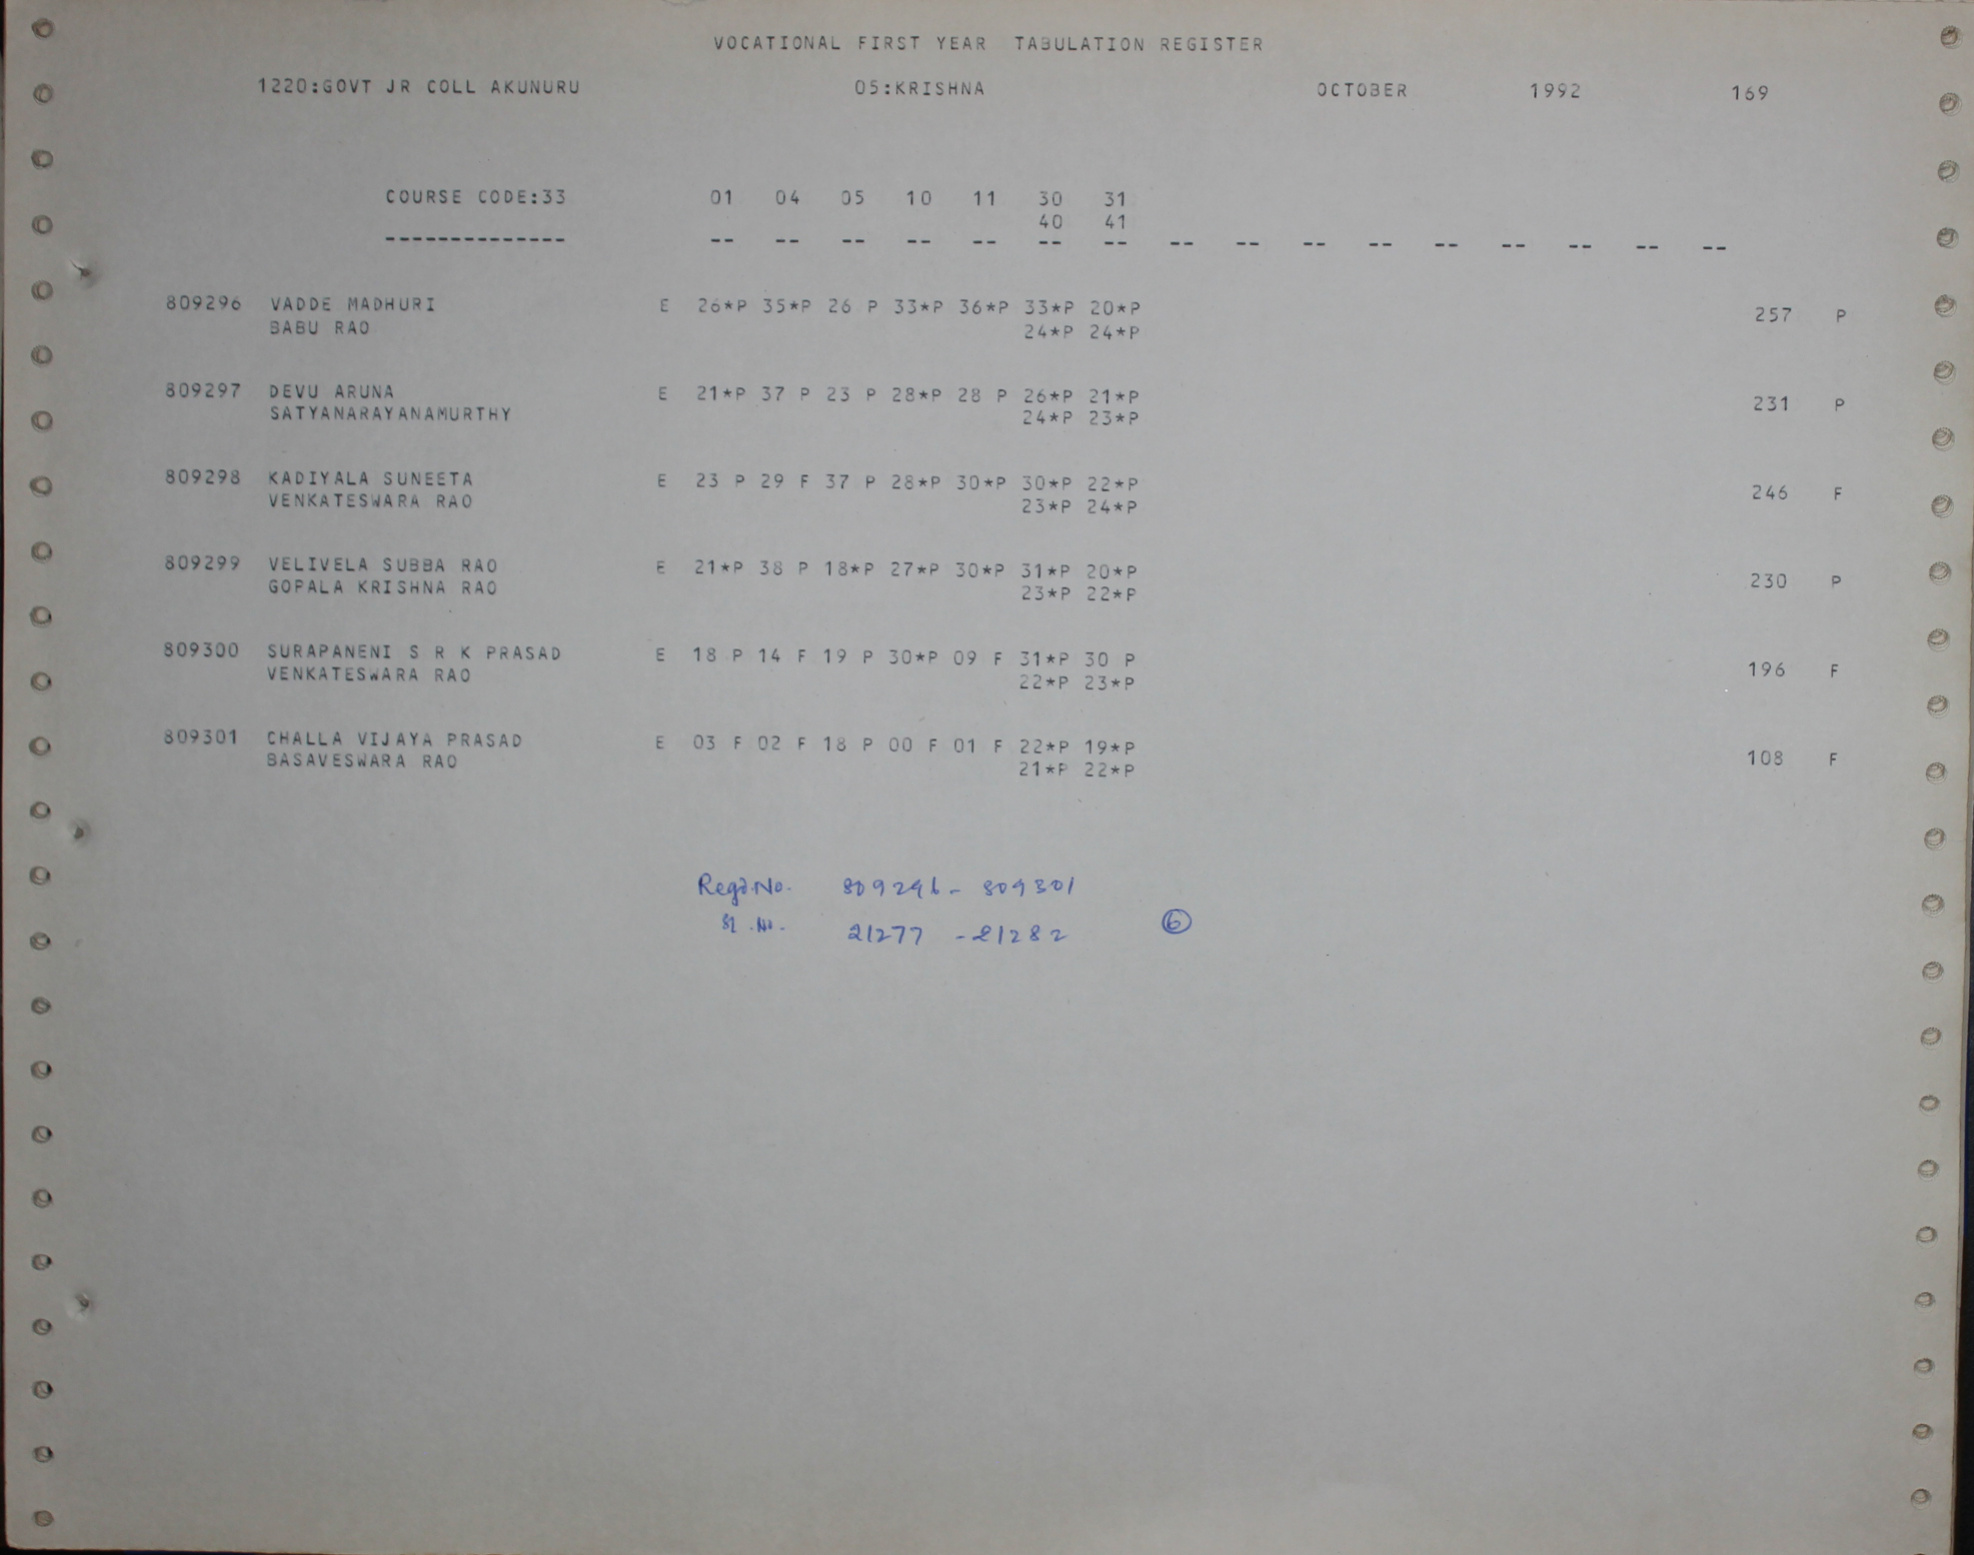 VOCATIONAL FIRST YEAR TABULATION REGISTER
1220:GOVT JR COLL AKUNURU 05:KRISHNA OCTOBER 1992 169
COURSE CODE:33 01 04 05 10 11 30 31
40 41
-------------- -- -- -- -- -- -- -- -- -- -- -- -- -- -- -- --
809296 VADDE MADHURI E 26*P 35*P 26 P 33*P 36*P 33*P 20*P
BABU RAO 24*P 24*P 257 P
809297 DEVU ARUNA E 21*P 37 P 23 P 28*P 28 P 26*P 21*P
SATYANARAYANAMURTHY 24*P 23*P 231 P
809298 KADIYALA SUNEETA E 23 P 29 F 37 P 28*P 30*P 30*P 22*P
VENKATESWARA RAO 23*P 24*P 246 F
809299 VELIVELA SUBBA RAO E 21*P 38 P 18*P 27*P 30*P 31*P 20*P
GOPALA KRISHNA RAO 23*P 22*P 230 P
809300 SURAPANENI S R K PRASAD E 18 P 14 F 19 P 30*P 09 F 31*P 30 P
VENKATESWARA RAO 22*P 23*P 196 F
809301 CHALLA VIJAYA PRASAD E 03 F 02 F 18 P 00 F 01 F 22*P 19*P
BASAVESWARA RAO 21*P 22*P 108 F
Regd.No. 809296 - 809301
Sl. No. 21277 - 21282 6